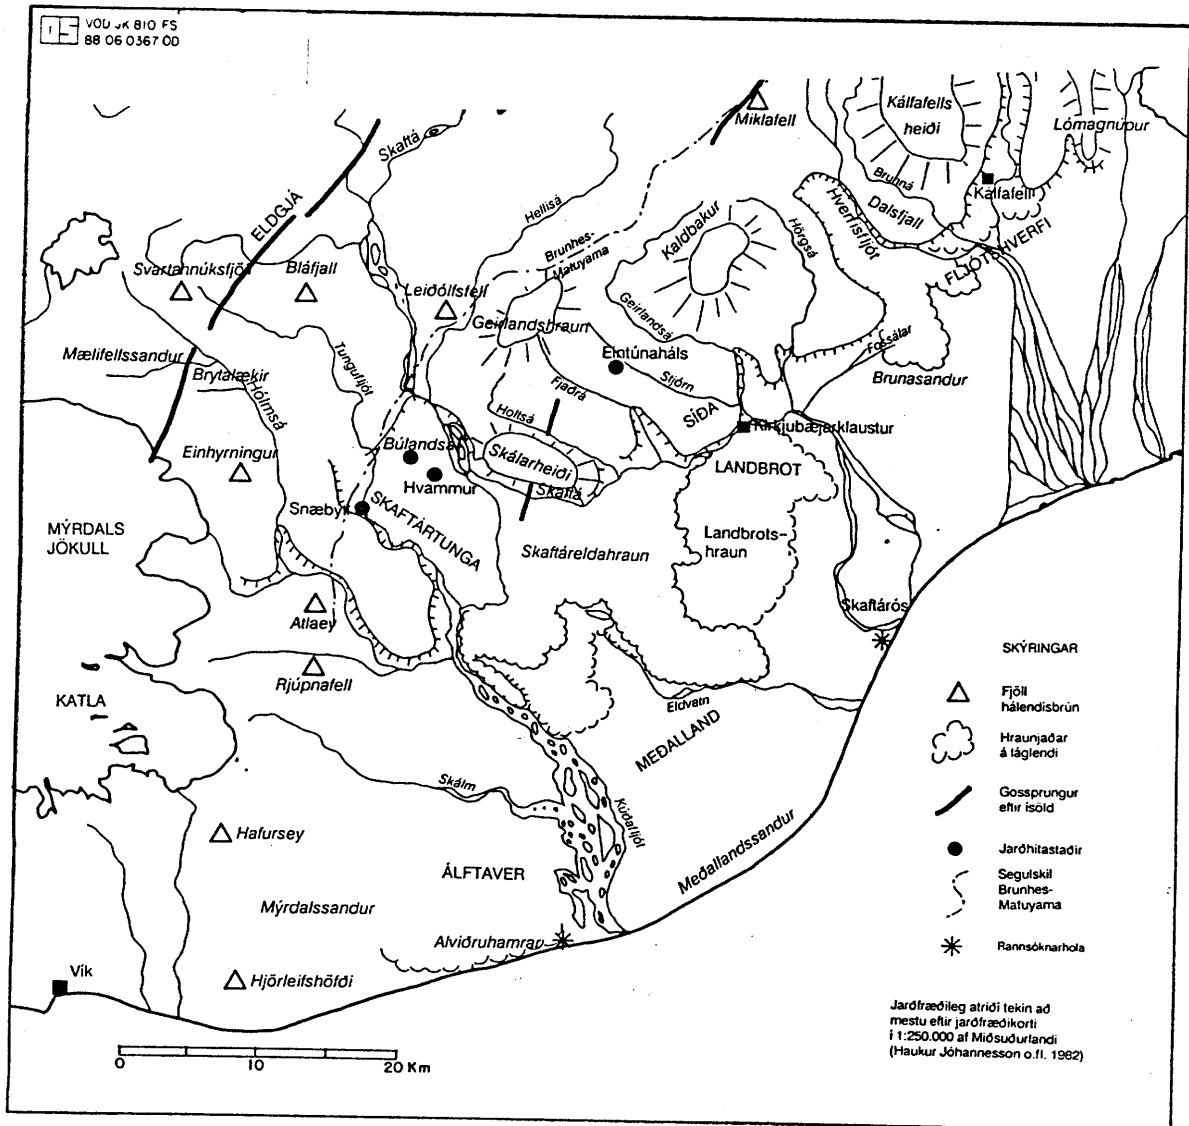 VOD JK 810 FS
88 06 0367 OD
Skaftá
Miklafell
Kálfafells
heiði
Lómagnúpur
Brunná
Kálfafell
Dalsfjall
Hverfisfljót
FLJÓTSHVERFI
ELDGJÁ
Hellisá
Brunhes-
Matuyama
Kaldbakur
Hörgsá
Svartahnúksfjöll
Bláfjall
Leiðólfsfell
Geirlandshraun
Geirlandsá
Fossálar
Mælifellssandur
Brytalækir
Hólmsá
Tungufljót
Eintúnaháls
Fjaðrá
Stjórn
Brunasandur
Holtsá
SÍÐA
Kirkjubæjarklaustur
Einhyrningur
Búlandsá
Skálarheiði
LANDBROT
Hvammur
Skaftá
Snæbýli
SKAFTÁRTUNGA
MÝRDALS
JÖKULL
Skaftáreldahraun
Landbrots-
hraun
Atlaey
Skaftárós
Rjúpnafell
KATLA
Eldvatn
MEÐALLAND
Skálm
Kúðafljót
Hafursey
Meðallandssandur
ÁLFTAVER
Mýrdalssandur
Alviðruhamrar
Vík
Hjörleifshöfði
0
10
20 Km
SKÝRINGAR
Fjöll
hálendisbrún
Hraunjaðar
á láglendi
Gossprungur
eftir ísöld
Jarðhitastaðir
Segulskil
Brunhes-
Matuyama
Rannsóknarhola
Jarðfræðileg atriði tekin að
mestu eftir jarðfræðikorti
í 1:250.000 af Miðsuðurlandi
(Haukur Jóhannesson o.fl. 1982)